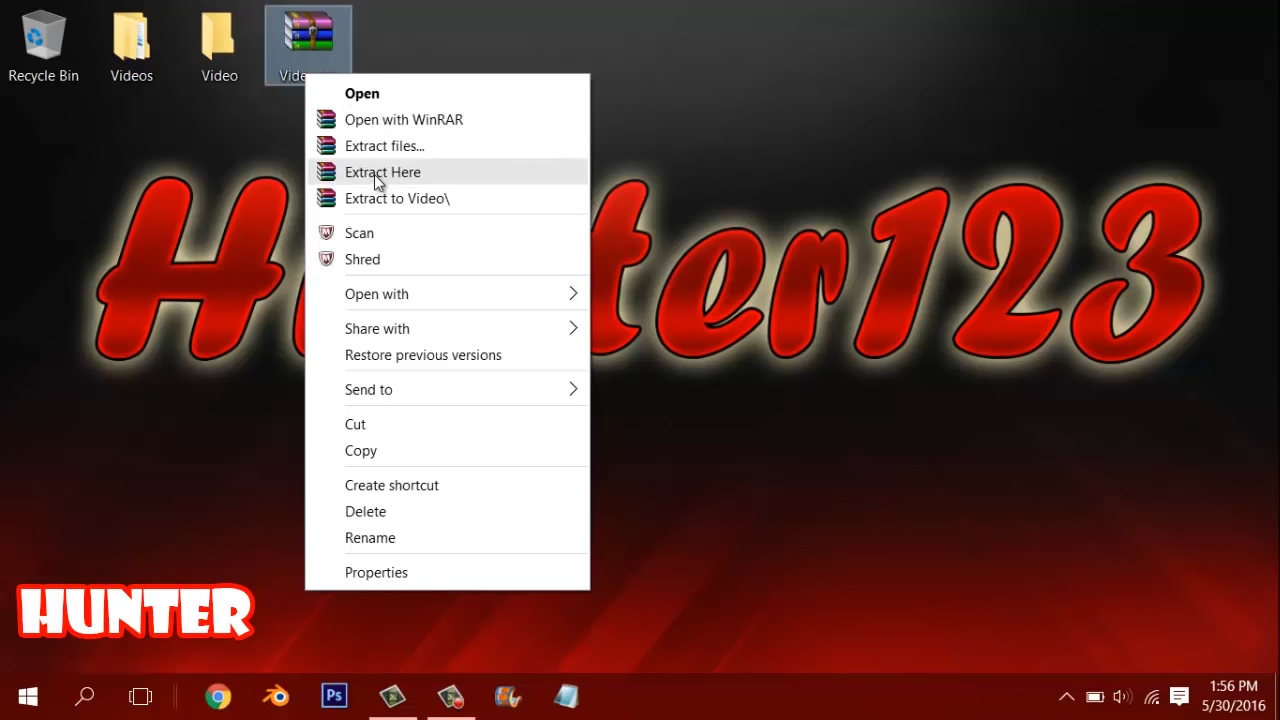 Recycle Bin
Videos
Video
Open
Open with WinRAR
Extract files...
Extract Here
Extract to Video\
Scan
Shred
Open with
Share with
Restore previous versions
Send to
Cut
Copy
Create shortcut
Delete
Rename
Properties
HUNTER
Ps
1:56 PM
5/30/2016